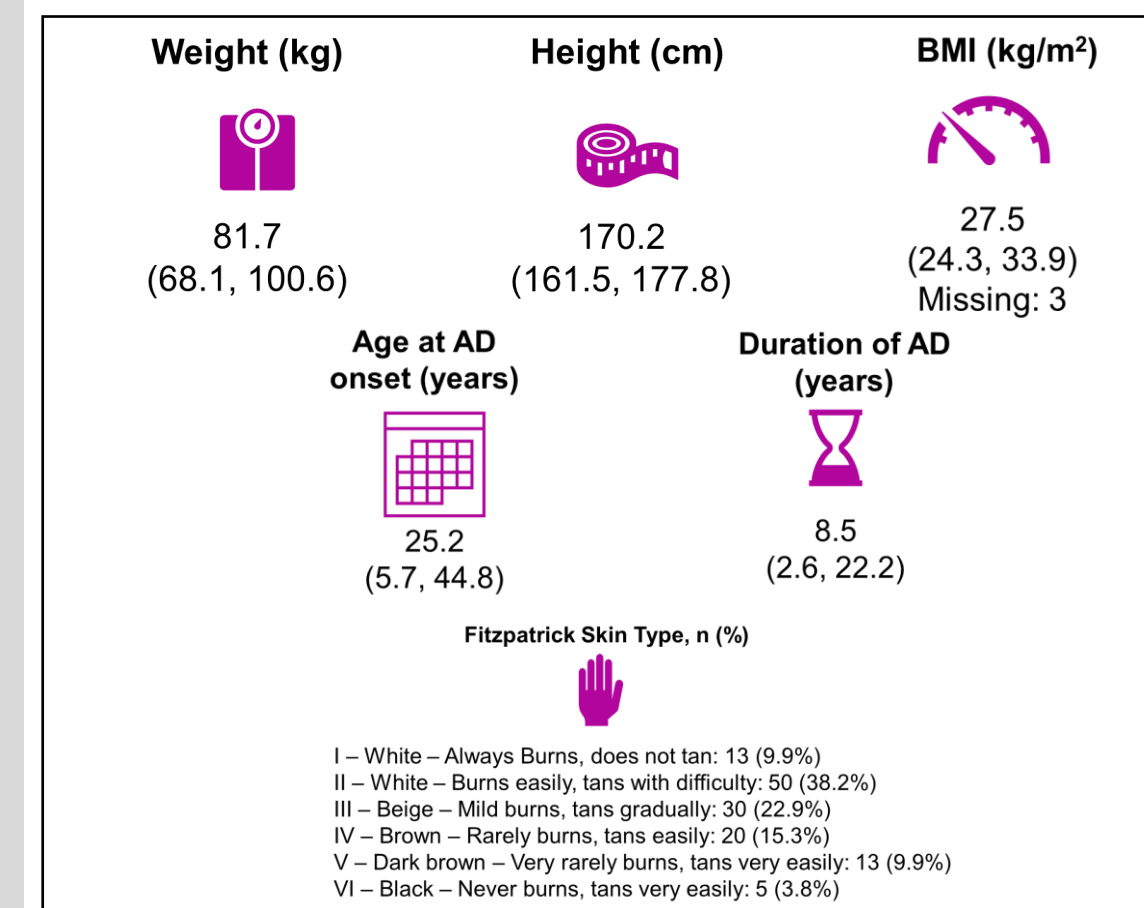 Weight (kg)
Height (cm)
BMI (kg/m²)
81.7
(68.1, 100.6)
170.2
(161.5, 177.8)
27.5
(24.3, 33.9)
Missing: 3
Age at AD
onset (years)
25.2
(5.7, 44.8)
Duration of AD
(years)
8.5
(2.6, 22.2)
Fitzpatrick Skin Type, n (%)
I – White – Always Burns, does not tan: 13 (9.9%)
II – White – Burns easily, tans with difficulty: 50 (38.2%)
III – Beige – Mild burns, tans gradually: 30 (22.9%)
IV – Brown – Rarely burns, tans easily: 20 (15.3%)
V – Dark brown – Very rarely burns, tans very easily: 13 (9.9%)
VI – Black – Never burns, tans very easily: 5 (3.8%)